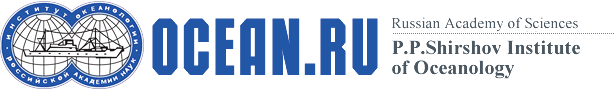 ИНСТИТУТ ОКЕАНОЛОГИИ
РОССИЙСКОЙ АКАДЕМИИ НАУК
OCEAN.RU
Russian Academy of Sciences
P.P.Shirshov Institute
of Oceanology